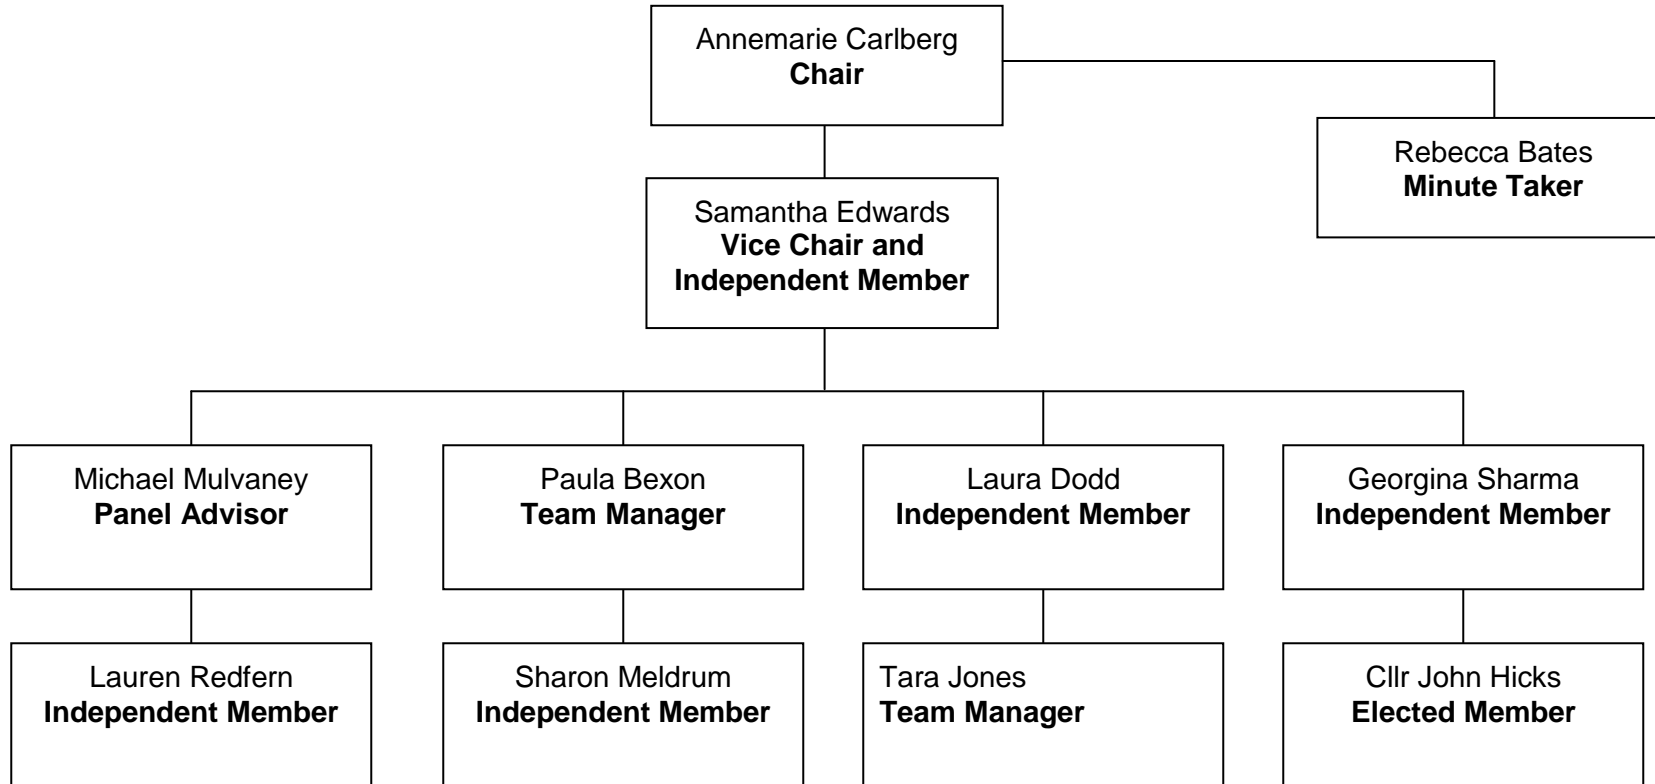 Annemarie Carlberg
Chair
Rebecca Bates
Minute Taker
Samantha Edwards
Vice Chair and
Independent Member
Michael Mulvaney
Panel Advisor
Paula Bexon
Team Manager
Laura Dodd
Independent Member
Georgina Sharma
Independent Member
Lauren Redfern
Independent Member
Sharon Meldrum
Independent Member
Tara Jones
Team Manager
Cllr John Hicks
Elected Member